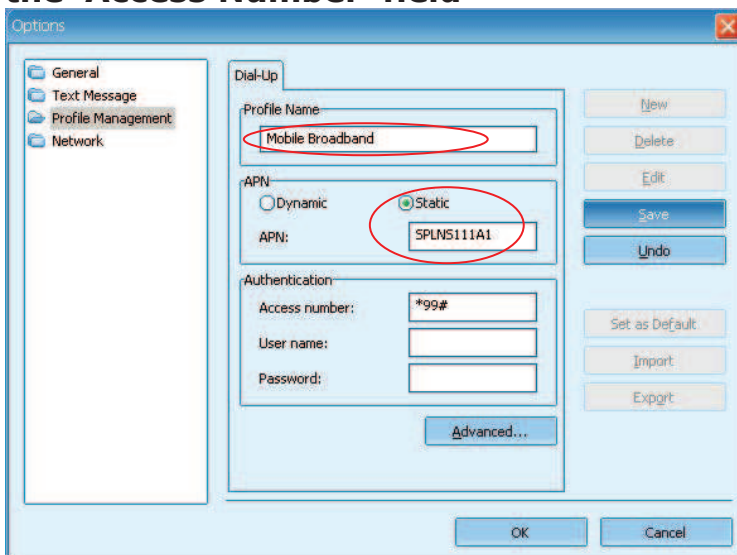 the 'Access Number' field
Options
General
Text Message
Profile Management
Network
Dial-Up
Profile Name
Mobile Broadband
APN
Dynamic
Static
APN:
SPLNS111A1
Authentication
Access number:
*99#
User name:
Password:
Advanced...
New
Delete
Edit
Save
Undo
Set as Default
Import
Export
OK
Cancel